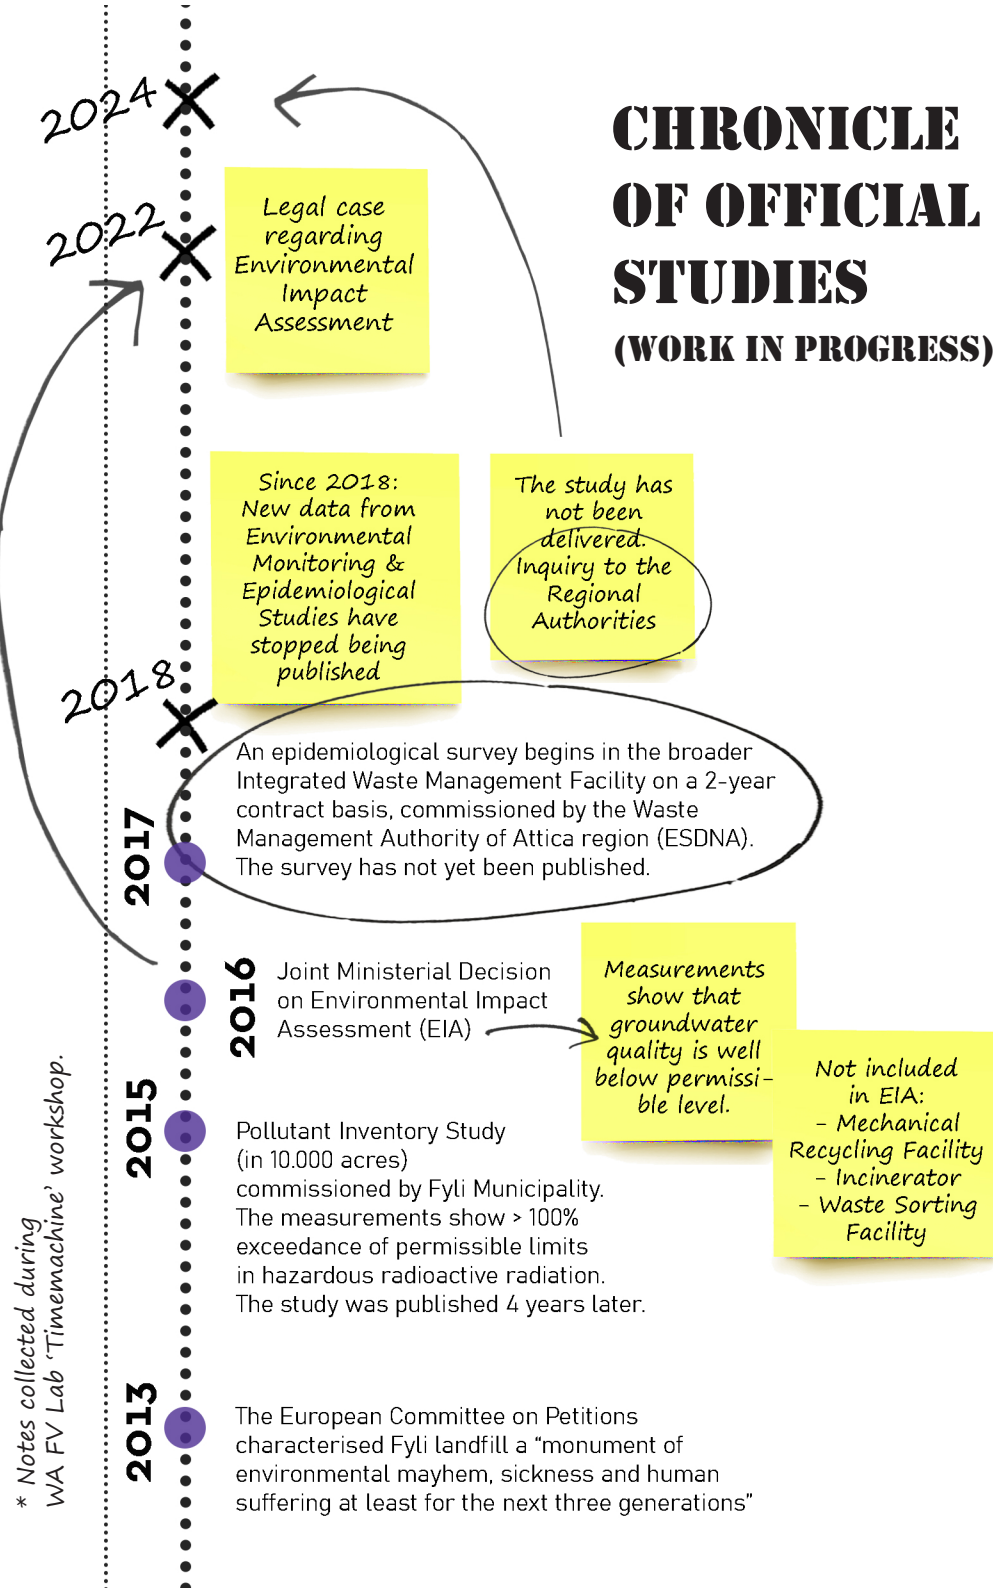 CHRONICLE
OF OFFICIAL
STUDIES
(WORK IN PROGRESS)
2024
2022
Legal case
regarding
Environmental
Impact
Assessment
Since 2018:
New data from
Environmental
Monitoring &
Epidemiological
Studies have
stopped being
published
The study has
not been
delivered.
Inquiry to the
Regional
Authorities
2018
2017
An epidemiological survey begins in the broader
Integrated Waste Management Facility on a 2-year
contract basis, commissioned by the Waste
Management Authority of Attica region (ESDNA).
The survey has not yet been published.
2016
Joint Ministerial Decision
on Environmental Impact
Assessment (EIA)
Measurements
show that
groundwater
quality is well
below permissi-
ble level.
Not included
in EIA:
- Mechanical
Recycling Facility
- Incinerator
- Waste Sorting
Facility
2015
Pollutant Inventory Study
(in 10.000 acres)
commissioned by Fyli Municipality.
The measurements show > 100%
exceedance of permissible limits
in hazardous radioactive radiation.
The study was published 4 years later.
2013
The European Committee on Petitions
characterised Fyli landfill a “monument of
environmental mayhem, sickness and human
suffering at least for the next three generations”
* Notes collected during
WA FV Lab ‘Timemachine’ workshop.